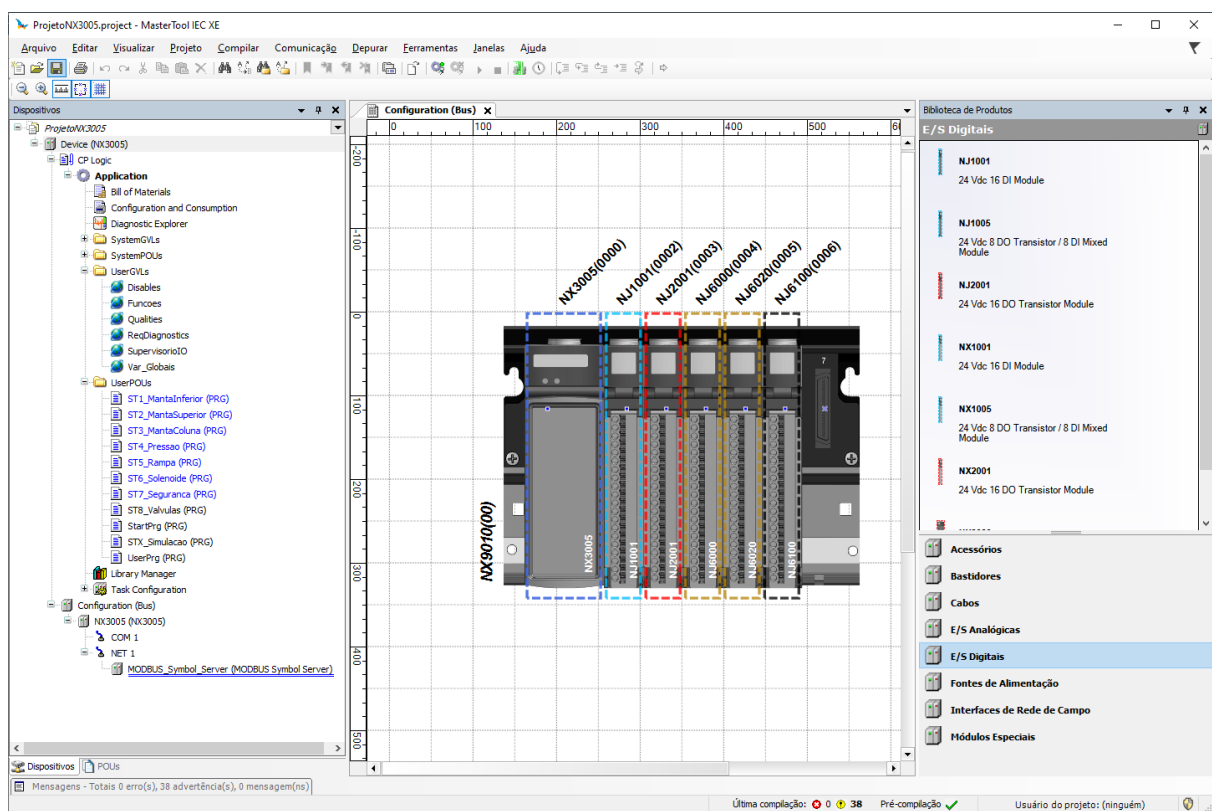 ProjetoNX3005.project - MasterTool IEC XE
Arquivo Editar Visualizar Projeto Compilar Comunicação Depurar Ferramentas Janelas Ajuda
Dispositivos
ProjetoNX3005
Device (NX3005)
CP Logic
Application
Bill of Materials
Configuration and Consumption
Diagnostic Explorer
SystemGVLs
SystemPOUs
UserGVLs
Disables
Funcoes
Qualities
ReqDiagnostics
SupervisorioIO
Var_Globais
UserPOUs
ST1_MantaInferior (PRG)
ST2_MantaSuperior (PRG)
ST3_MantaColuna (PRG)
ST4_Pressao (PRG)
ST5_Rampa (PRG)
ST6_Solenoide (PRG)
ST7_Seguranca (PRG)
ST8_Valvulas (PRG)
StartPrg (PRG)
STX_Simulacao (PRG)
UserPrg (PRG)
Library Manager
Task Configuration
Configuration (Bus)
NX3005 (NX3005)
COM 1
NET 1
MODBUS_Symbol_Server (MODBUS Symbol Server)
Dispositivos POUs
Configuration (Bus)
0 100 200 300 400 500
-200
-100
0
100
200
300
400
500
NX3005(0000) NJ1001(0002) NJ2001(0003) NJ6000(0004) NJ6020(0005) NJ6100(0006)
7
NX9010(00)
NX3005 NJ1001 NJ2001 NJ6000 NJ6020 NJ6100
Biblioteca de Produtos
E/S Digitais
NJ1001
24 Vdc 16 DI Module
NJ1005
24 Vdc 8 DO Transistor / 8 DI Mixed
Module
NJ2001
24 Vdc 16 DO Transistor Module
NX1001
24 Vdc 16 DI Module
NX1005
24 Vdc 8 DO Transistor / 8 DI Mixed
Module
NX2001
24 Vdc 16 DO Transistor Module
Acessórios
Bastidores
Cabos
E/S Analógicas
E/S Digitais
Fontes de Alimentação
Interfaces de Rede de Campo
Módulos Especiais
Mensagens - Totais 0 erro(s), 38 advertência(s), 0 mensagem(ns)
Última compilação: 0 38 Pré-compilação Usuário do projeto: (ninguém)